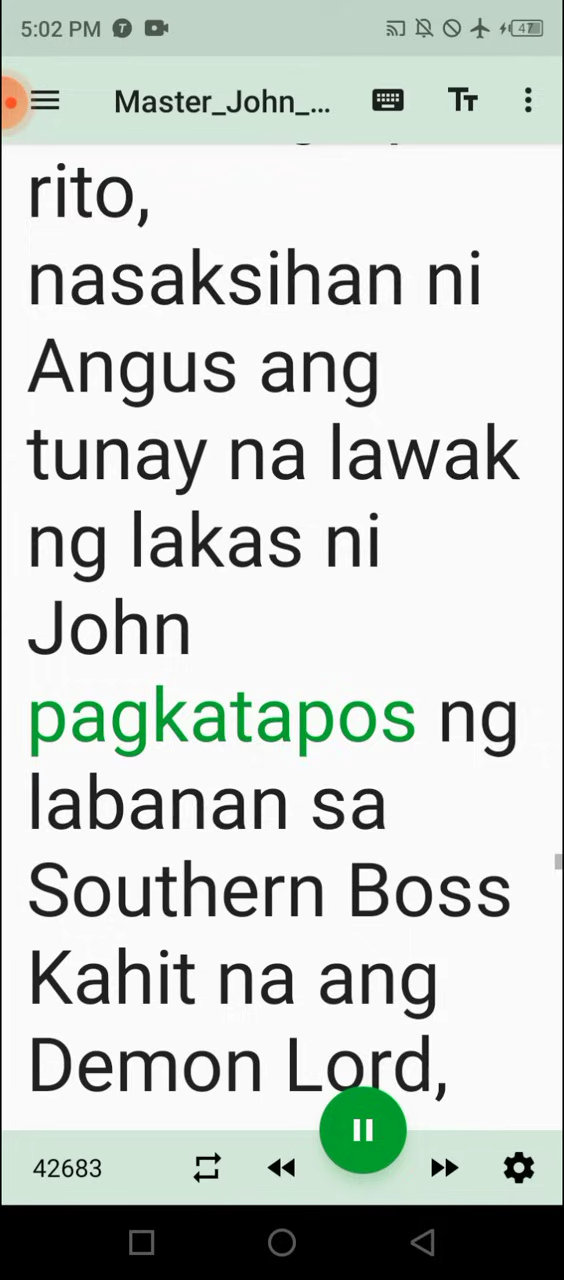 5:02 PM
47
Master_John_...
rito,
nasaksihan ni
Angus ang
tunay na lawak
ng lakas ni
John
pagkatapos ng
labanan sa
Southern Boss
Kahit na ang
Demon Lord,
42683